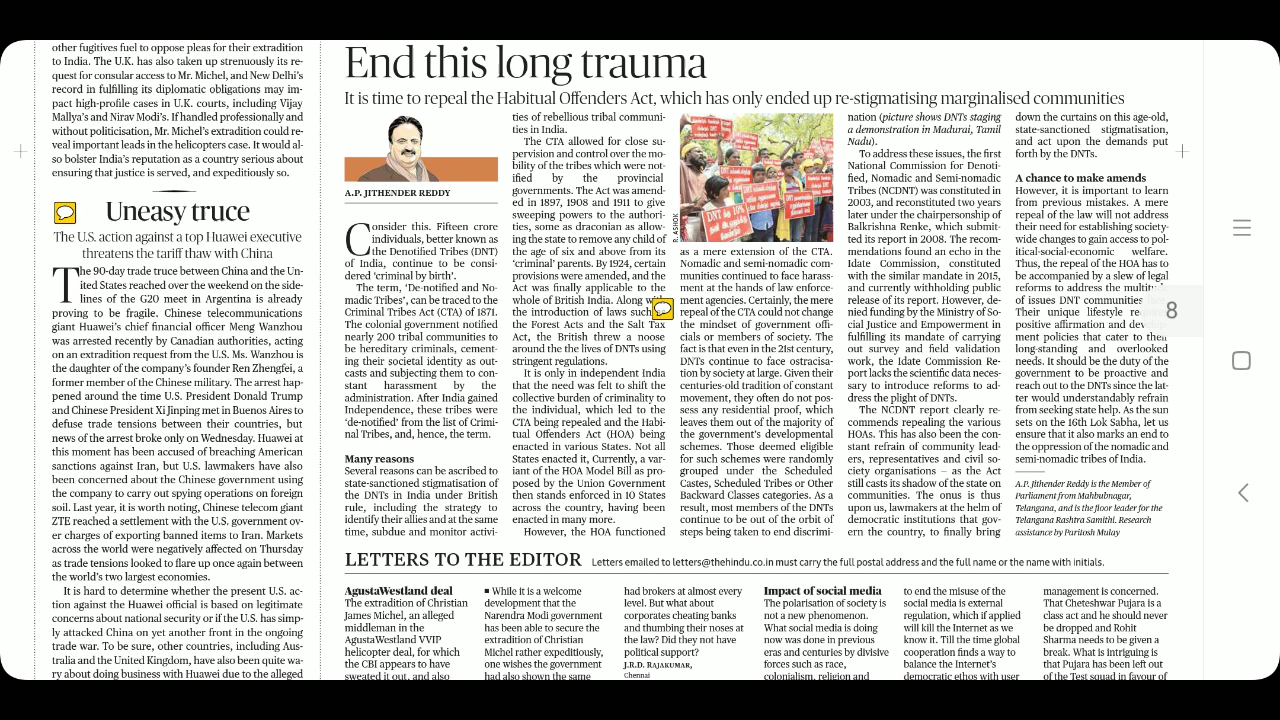 other fugitives fuel to oppose pleas for their extradition
to India. The U.K. has also taken up strenuously its re-
quest for consular access to Mr. Michel, and New Delhi's
record in fulfilling its diplomatic obligations may im-
pact high-profile cases in U.K. courts, including Vijay
Mallya's and Nirav Modi's. If handled professionally and
without politicisation, Mr. Michel's extradition could re-
veal important leads in the helicopters case. It would al-
so bolster India's reputation as a country serious about
ensuring that justice is served, and expeditiously so.
Uneasy truce
The U.S. action against a top Huawei executive
threatens the tariff thaw with China
The 90-day trade truce between China and the Un-
ited States reached over the weekend on the side-
lines of the G20 meet in Argentina is already
proving to be fragile. Chinese telecommunications
giant Huawei's chief financial officer Meng Wanzhou
was arrested recently by Canadian authorities, acting
on an extradition request from the U.S. Ms. Wanzhou is
the daughter of the company's founder Ren Zhengfei, a
former member of the Chinese military. The arrest hap-
pened around the time U.S. President Donald Trump
and Chinese President Xi Jinping met in Buenos Aires to
defuse trade tensions between their countries, but
news of the arrest broke only on Wednesday. Huawei at
this moment has been accused of breaching American
sanctions against Iran, but U.S. lawmakers have also
been concerned about the Chinese government using
the company to carry out spying operations on foreign
soil. Last year, it is worth noting, Chinese telecom giant
ZTE reached a settlement with the U.S. government ov-
er charges of exporting banned items to Iran. Markets
across the world were negatively affected on Thursday
as trade tensions looked to flare up once again between
the world's two largest economies.
It is hard to determine whether the present U.S. ac-
tion against the Huawei official is based on legitimate
concerns about national security or if the U.S. has simp-
ly attacked China on yet another front in the ongoing
trade war. To be sure, other countries, including Aus-
tralia and the United Kingdom, have also been quite wa-
ry about doing business with Huawei due to the alleged
End this long trauma
It is time to repeal the Habitual Offenders Act, which has only ended up re-stigmatising marginalised communities
A.P. JITHENDER REDDY
Consider this. Fifteen crore
individuals, better known as
the Denotified Tribes (DNT)
of India, continue to be consi-
dered 'criminal by birth'.
The term, 'De-notified and No-
madic Tribes', can be traced to the
Criminal Tribes Act (CTA) of 1871.
The colonial government notified
nearly 200 tribal communities to
be hereditary criminals, cement-
ing their societal identity as out-
casts and subjecting them to con-
stant harassment by the
administration. After India gained
Independence, these tribes were
'de-notified' from the list of Crimi-
nal Tribes, and, hence, the term.
Many reasons
Several reasons can be ascribed to
state-sanctioned stigmatisation of
the DNTs in India under British
rule, including the strategy to
identify their allies and at the same
time, subdue and monitor activi-
ties of rebellious tribal communi-
ties in India.
The CTA allowed for close su-
pervision and control over the mo-
bility of the tribes which were not-
ified by the provincial
governments. The Act was amend-
ed in 1897, 1908 and 1911 to give
sweeping powers to the authori-
ties, some as draconian as allow-
ing the state to remove any child of
the age of six and above from its
'criminal' parents. By 1924, certain
provisions were amended, and the
Act was finally applicable to the
whole of British India. Along with
the introduction of laws such
the Forest Acts and the Salt Tax
Act, the British threw a noose
around the the lives of DNTs using
stringent regulations.
It is only in independent India
that the need was felt to shift the
collective burden of criminality to
the individual, which led to the
CTA being repealed and the Habit-
ual Offenders Act (HOA) being
enacted in various States. Not all
States enacted it, Currently, a var-
iant of the HOA Model Bill as pro-
posed by the Union Government
then stands enforced in 10 States
across the country, having been
enacted in many more.
However, the HOA functioned
R. ASHOK
as a mere extension of the CTA.
Nomadic and semi-nomadic com-
munities continued to face harass-
ment at the hands of law enforce-
ment agencies. Certainly, the mere
repeal of the CTA could not change
the mindset of government offi-
cials or members of society. The
fact is that even in the 21st century,
DNTs continue to face ostracisa-
tion by society at large. Given their
centuries-old tradition of constant
movement, they often do not pos-
sess any residential proof, which
leaves them out of the majority of
the government's developmental
schemes. Those deemed eligible
for such schemes were randomly
grouped under the Scheduled
Castes, Scheduled Tribes or Other
Backward Classes categories. As a
result, most members of the DNTs
continue to be out of the orbit of
steps being taken to end discrimi-
nation (picture shows DNTs staging
a demonstration in Madurai, Tamil
Nadu).
To address these issues, the first
National Commission for Denoti-
fied, Nomadic and Semi-nomadic
Tribes (NCDNT) was constituted in
2003, and reconstituted two years
later under the chairpersonship of
Balkrishna Renke, which submit-
ted its report in 2008. The recom-
mendations found an echo in the
Idate Commission, constituted
with the similar mandate in 2015,
and currently withholding public
release of its report. However, de-
nied funding by the Ministry of So-
cial Justice and Empowerment in
fulfilling its mandate of carrying
out survey and field validation
work, the Idate Commission Re-
port lacks the scientific data neces-
sary to introduce reforms to ad-
dress the plight of DNTs.
The NCDNT report clearly re-
commends repealing the various
HOAs. This has also been the con-
stant refrain of community lead-
ers, representatives and civil so-
ciety organisations – as the Act
still casts its shadow of the state on
communities. The onus is thus
upon us, lawmakers at the helm of
democratic institutions that gov-
ern the country, to finally bring
down the curtains on this age-old,
state-sanctioned stigmatisation,
and act upon the demands put
forth by the DNTs.
A chance to make amends
However, it is important to learn
from previous mistakes. A mere
repeal of the law will not address
their need for establishing society-
wide changes to gain access to pol-
itical-social-economic welfare.
Thus, the repeal of the HOA has to
be accompanied by a slew of legal
reforms to address the
of issues DNT communities
Their unique lifestyle
positive affirmation and
ment policies that cater to their
long-standing and overlooked
needs. It should be the duty of the
government to be proactive and
reach out to the DNTs since the lat-
ter would understandably refrain
from seeking state help. As the sun
sets on the 16th Lok Sabha, let us
ensure that it also marks an end to
the oppression of the nomadic and
semi-nomadic tribes of India.
A.P. Jithender Reddy is the Member of
Parliament from Mahbubnagar,
Telangana, and is the floor leader for the
Telangana Rashtra Samithi. Research
assistance by Paritosh Mulay
8
LETTERS TO THE EDITOR Letters emailed to letters@thehindu.co.in must carry the full postal address and the full name or the name with initials.
AgustaWestland deal
The extradition of Christian
James Michel, an alleged
middleman in the
AgustaWestland VVIP
helicopter deal, for which
the CBI appears to have
sweated it out, and also
■ While it is a welcome
development that the
Narendra Modi government
has been able to secure the
extradition of Christian
Michel rather expeditiously,
one wishes the government
had also shown the same
had brokers at almost every
level. But what about
corporates cheating banks
and thumbing their noses at
the law? Did they not have
political support?
J.R.D. RAJAKUMAR,
Chennai
Impact of social media
The polarisation of society is
not a new phenomenon.
What social media is doing
now was done in previous
eras and centuries by divisive
forces such as race,
colonialism, religion and
to end the misuse of the
social media is external
regulation, which if applied
will kill the Internet as we
know it. Till the time global
cooperation finds a way to
balance the Internet's
democratic ethos with user
management is concerned.
That Cheteshwar Pujara is a
class act and he should never
be dropped and Rohit
Sharma needs to be given a
break. What is intriguing is
that Pujara has been left out
of the Test squad in favour of